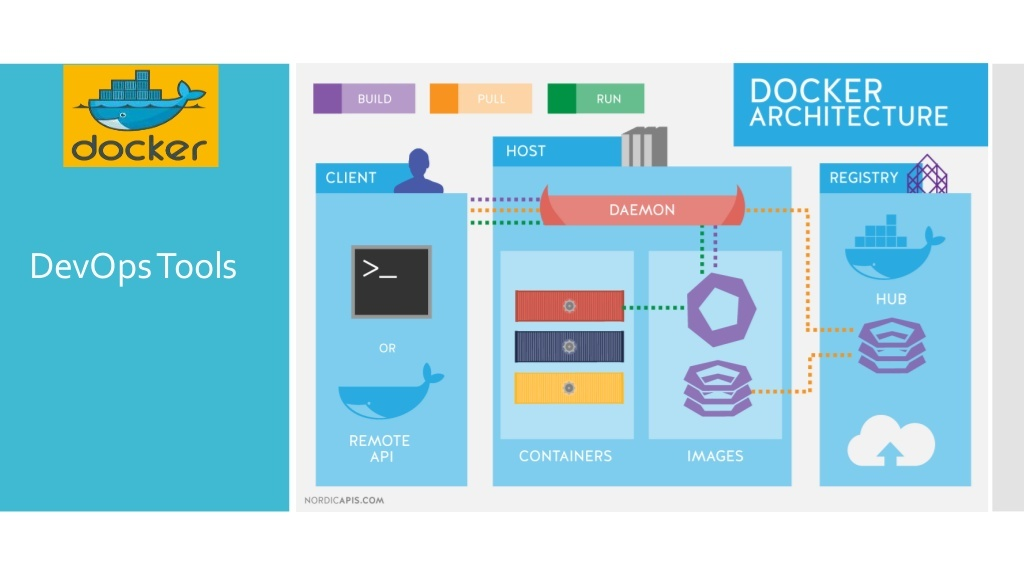 docker
DevOps Tools
BUILD
PULL
RUN
DOCKER
ARCHITECTURE
CLIENT
>_
OR
REMOTE
API
HOST
DAEMON
CONTAINERS
IMAGES
REGISTRY
HUB
NORDICAPIS.COM